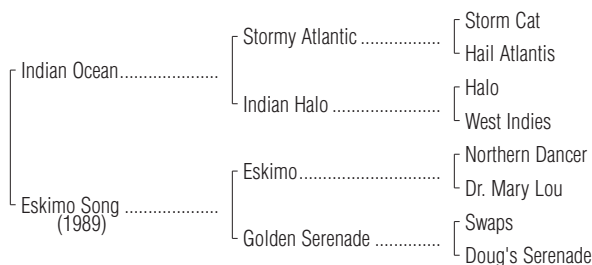 Storm Cat
Stormy Atlantic ................
Hail Atlantis
Indian Ocean.....................
Halo
Indian Halo ......................
West Indies
Northern Dancer
Eskimo..............................
Dr. Mary Lou
Eskimo Song ....................
(1989)
Swaps
Golden Serenade ..............
Doug's Serenade